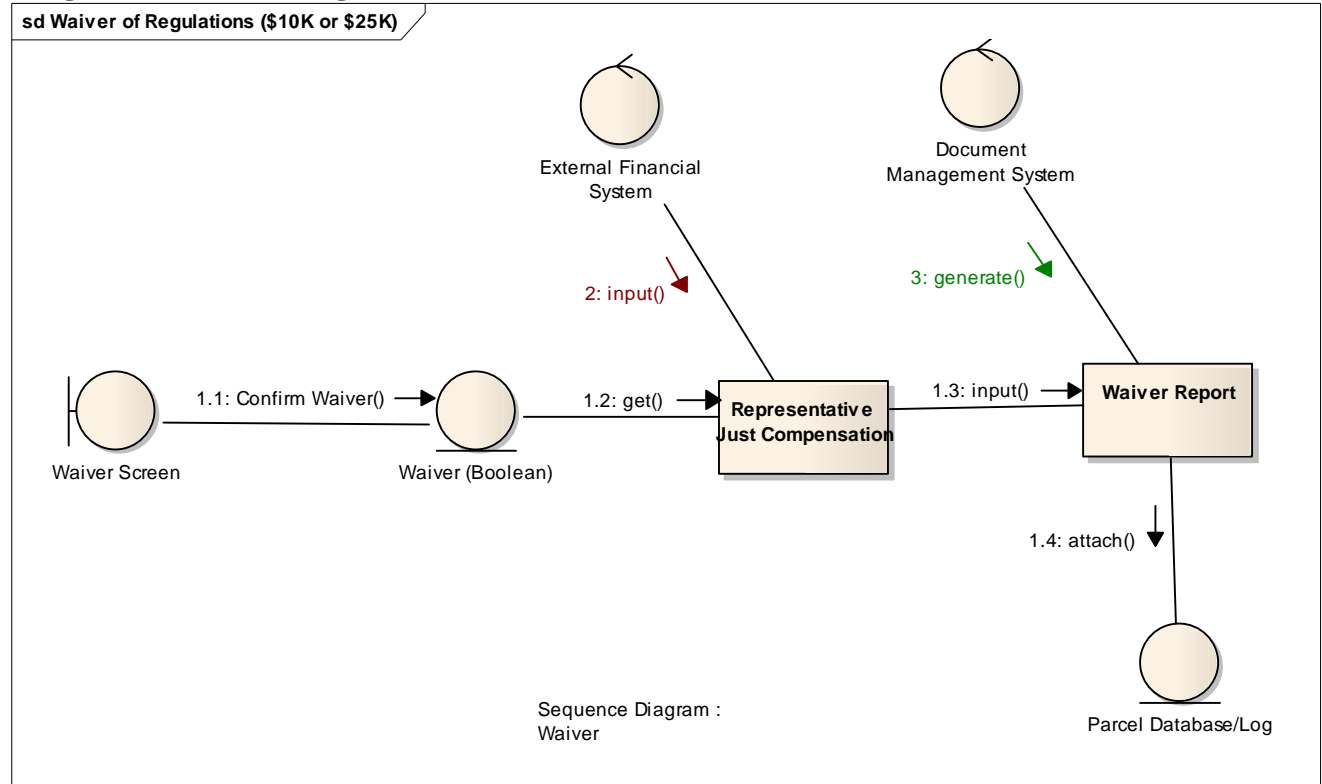 sd Waiver of Regulations ($10K or $25K)
External Financial
System
Document
Management System
2: input()
3: generate()
1.1: Confirm Waiver()
1.2: get()
1.3: input()
Waiver Screen
Waiver (Boolean)
Representative
Just Compensation
Waiver Report
1.4: attach()
Sequence Diagram :
Waiver
Parcel Database/Log